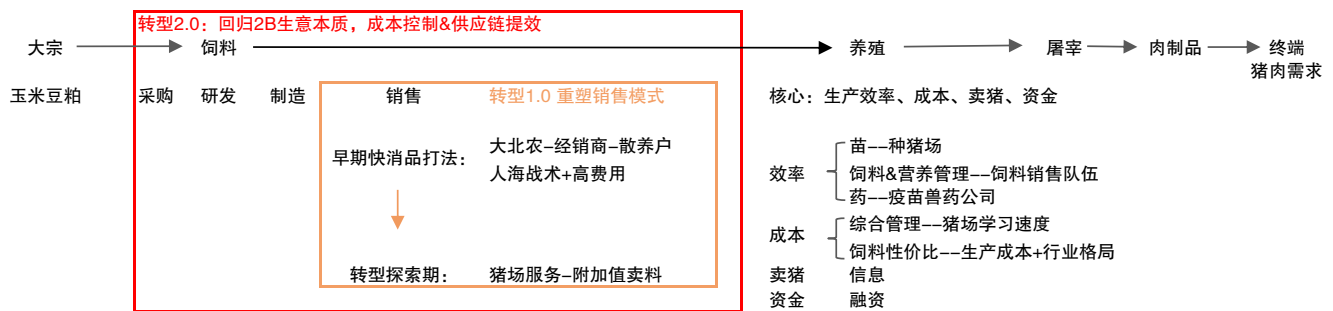 转型2.0：回归2B生意本质，成本控制&供应链提效
大宗
饲料
养殖
屠宰
肉制品
终端
猪肉需求
玉米豆粕
采购
研发
制造
销售
转型1.0 重塑销售模式
核心：生产效率、成本、卖猪、资金
早期快消品打法：
大北农–经销商–散养户
人海战术+高费用
转型探索期：
猪场服务–附加值卖料
效率
苗––种猪场
饲料&营养管理––饲料销售队伍
药––疫苗兽药公司
成本
综合管理––猪场学习速度
饲料性价比––生产成本+行业格局
卖猪
信息
资金
融资